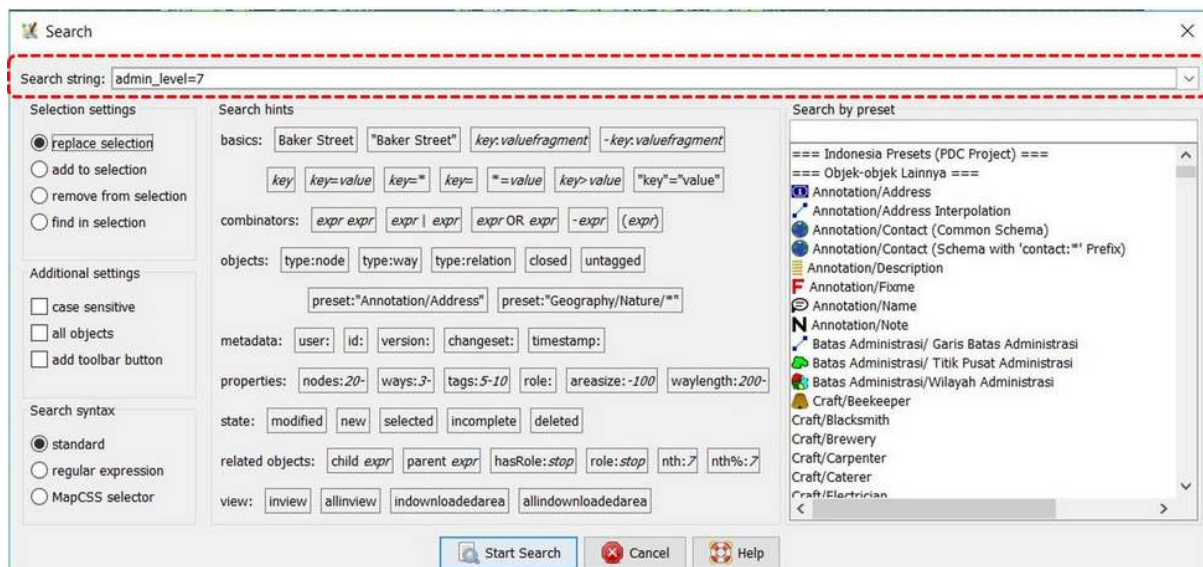 Search
Search string: admin_level=7
Selection settings
replace selection
add to selection
remove from selection
find in selection
Additional settings
case sensitive
all objects
add toolbar button
Search syntax
standard
regular expression
MapCSS selector
Search hints
basics: Baker Street "Baker Street" key:valuefragment -key:valuefragment
key key=value key=* key= *=value key>value "key"="value"
combinators: expr expr expr | expr expr OR expr -expr (expr)
objects: type:node type:way type:relation closed untagged
preset:"Annotation/Address" preset:"Geography/Nature/*"
metadata: user: id: version: changeset: timestamp:
properties: nodes:20- ways:3- tags:5-10 role: areasize:-100 waylength:200-
state: modified new selected incomplete deleted
related objects: child expr parent expr hasRole:stop role:stop nth:7 nth%:7
view: inview allinview indownloadedarea allindownloadedarea
Search by preset
=== Indonesia Presets (PDC Project) ===
=== Objek-objek Lainnya ===
Annotation/Address
Annotation/Address Interpolation
Annotation/Contact (Common Schema)
Annotation/Contact (Schema with 'contact:*' Prefix)
Annotation/Description
Annotation/Fixme
Annotation/Name
Annotation/Note
Batas Administrasi/ Garis Batas Administrasi
Batas Administrasi/ Titik Pusat Administrasi
Batas Administrasi/Wilayah Administrasi
Craft/Beekeeper
Craft/Blacksmith
Craft/Brewery
Craft/Carpenter
Craft/Caterer
Craft/Electrician
Start Search Cancel Help